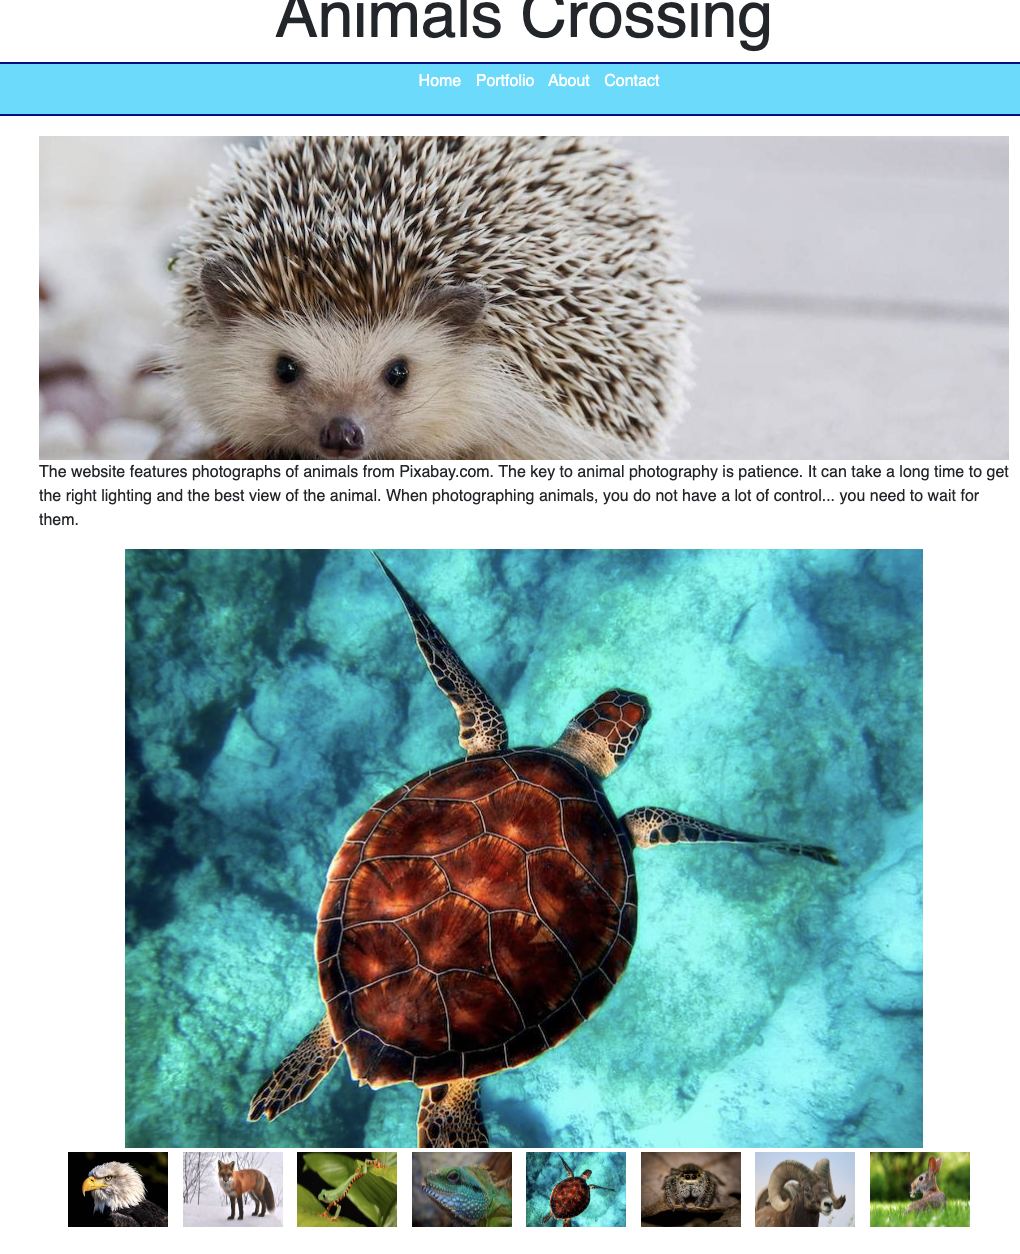 Animals Crossing
Home Portfolio About Contact
The website features photographs of animals from Pixabay.com. The key to animal photography is patience. It can take a long time to get
the right lighting and the best view of the animal. When photographing animals, you do not have a lot of control... you need to wait for
them.